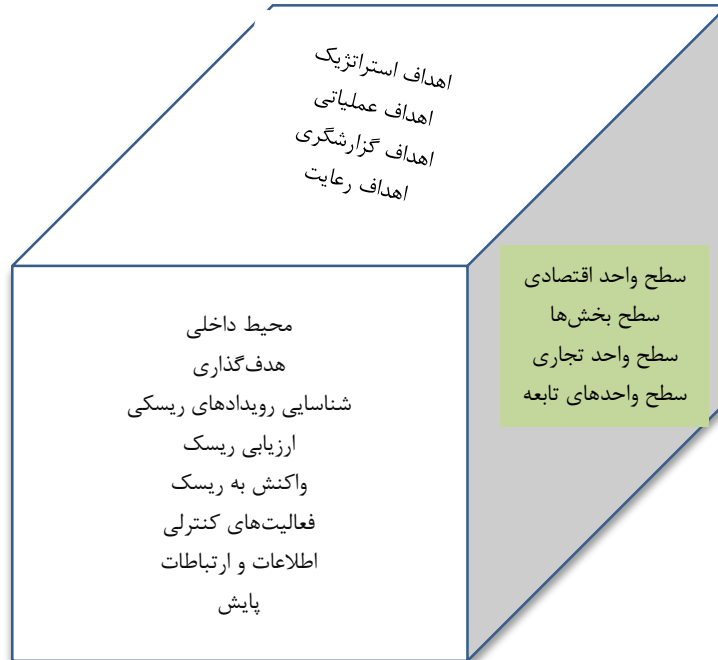 اهداف استراتژیک
اهداف عملیاتی
اهداف گزارشگری
اهداف رعایت
محیط داخلی
هدف‌گذاری
شناسایی رویدادهای ریسکی
ارزیابی ریسک
واکنش به ریسک
فعالیت‌های کنترلی
اطلاعات و ارتباطات
پایش
سطح واحد اقتصادی
سطح بخش‌ها
سطح واحد تجاری
سطح واحدهای تابعه